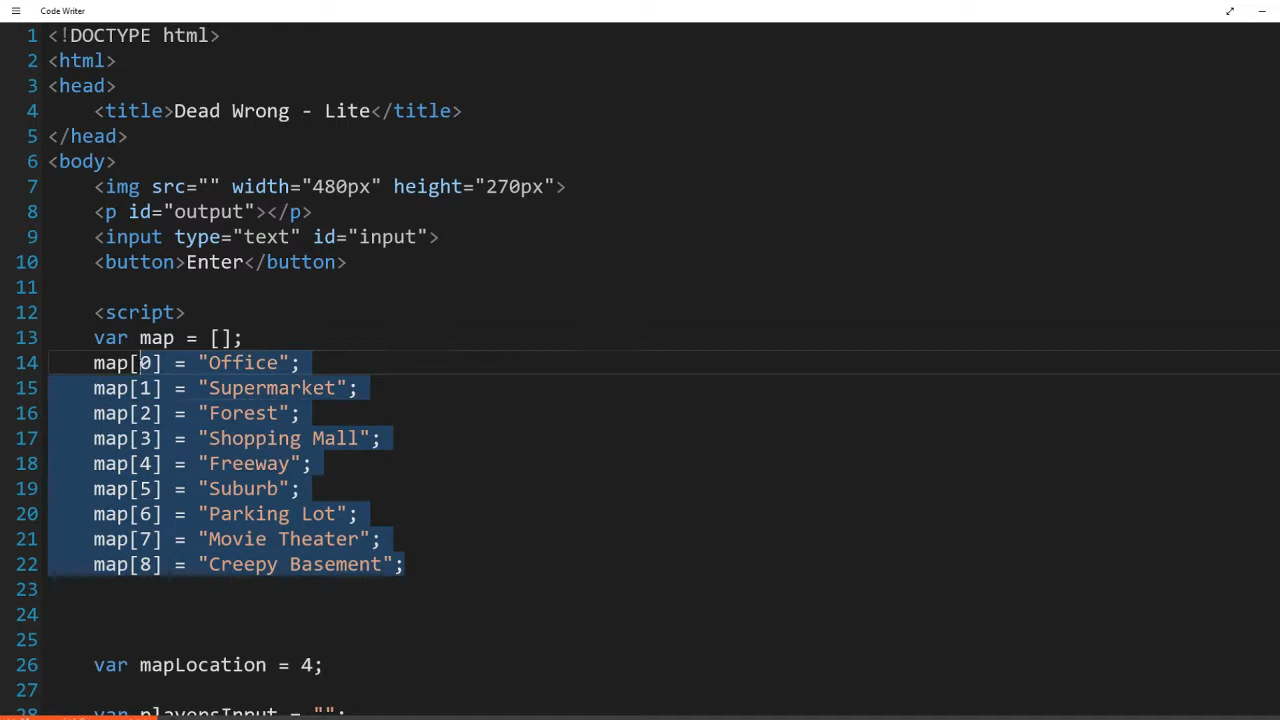 Code Writer
1 <!DOCTYPE html>
2 <html>
3 <head>
4 <title>Dead Wrong - Lite</title>
5 </head>
6 <body>
7 <img src="" width="480px" height="270px">
8 <p id="output"></p>
9 <input type="text" id="input">
10 <button>Enter</button>
11
12 <script>
13 var map = [];
14 map[0] = "Office";
15 map[1] = "Supermarket";
16 map[2] = "Forest";
17 map[3] = "Shopping Mall";
18 map[4] = "Freeway";
19 map[5] = "Suburb";
20 map[6] = "Parking Lot";
21 map[7] = "Movie Theater";
22 map[8] = "Creepy Basement";
23
24
25
26 var mapLocation = 4;
27
28 var playersInput = "";